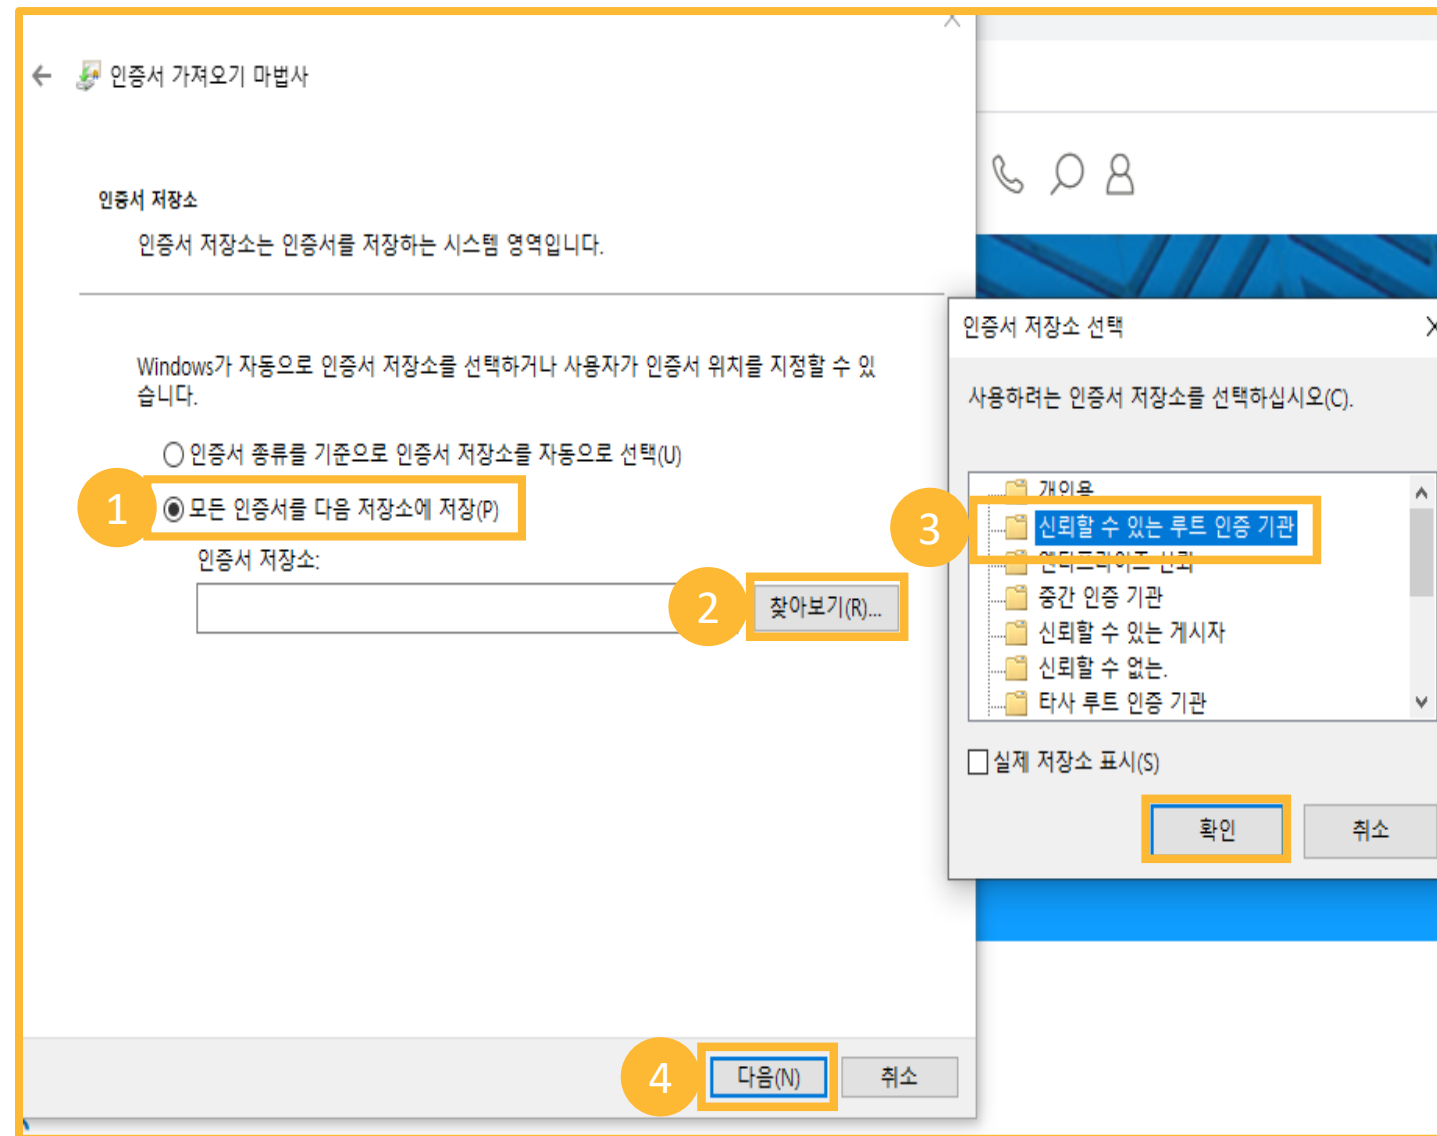 인증서 가져오기 마법사
인증서 저장소
인증서 저장소는 인증서를 저장하는 시스템 영역입니다.
Windows가 자동으로 인증서 저장소를 선택하거나 사용자가 인증서 위치를 지정할 수 있
습니다.
인증서 종류를 기준으로 인증서 저장소를 자동으로 선택(U)
1
모든 인증서를 다음 저장소에 저장(P)
인증서 저장소:
2
찾아보기(R)...
4
다음(N)
취소
인증서 저장소 선택
사용하려는 인증서 저장소를 선택하십시오(C).
개인용
3
신뢰할 수 있는 루트 인증 기관
엔터프라이즈 신뢰
중간 인증 기관
신뢰할 수 있는 게시자
신뢰할 수 없는.
타사 루트 인증 기관
실제 저장소 표시(S)
확인
취소